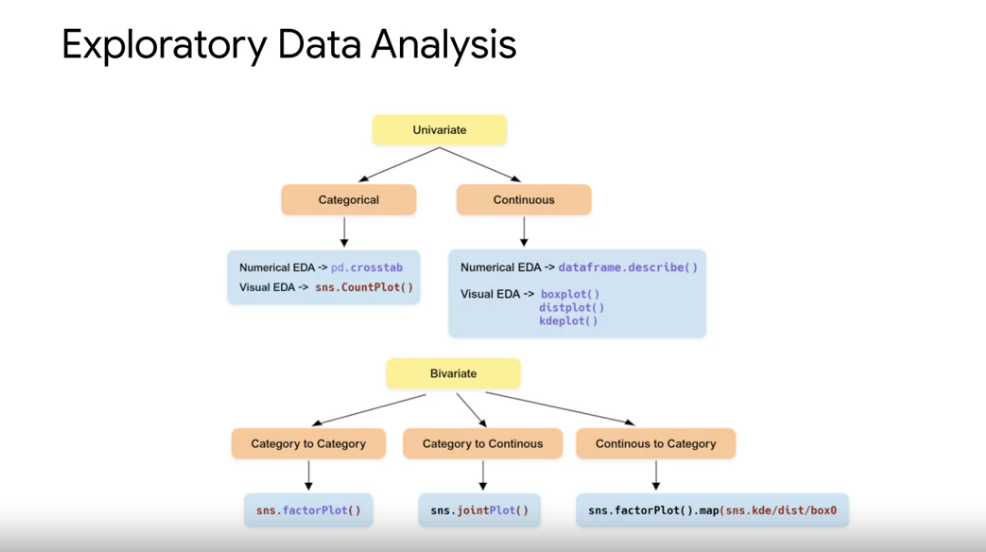 Exploratory Data Analysis
Univariate
Categorical
Continuous
Numerical EDA -> pd.crosstab
Visual EDA -> sns.CountPlot()
Numerical EDA -> dataframe.describe()
Visual EDA -> boxplot()
distplot()
kdeplot()
Bivariate
Category to Category
Category to Continous
Continous to Category
sns.factorPlot()
sns.jointPlot()
sns.factorPlot().map(sns.kde/dist/box0